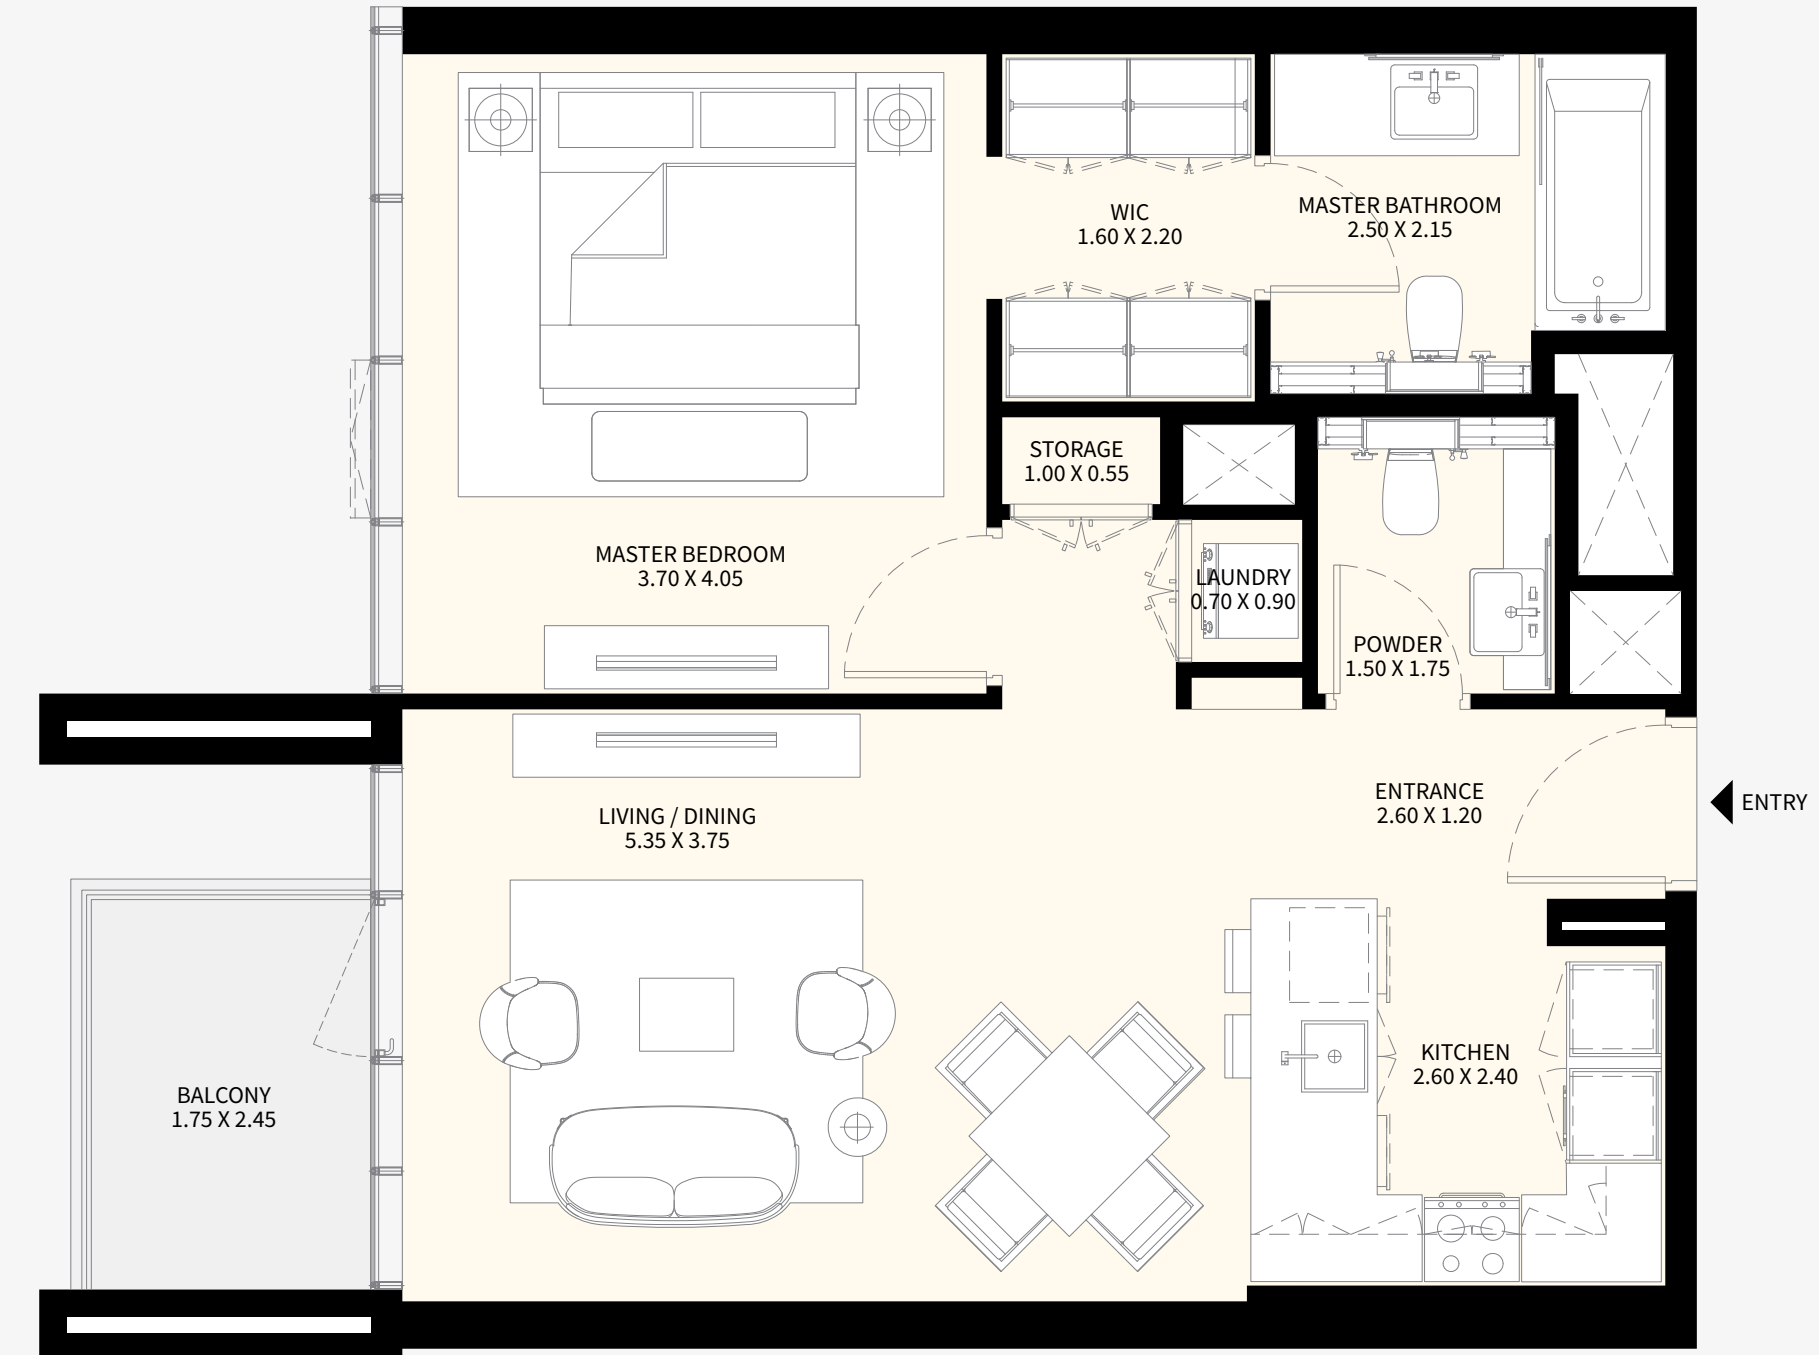 WIC
1.60 X 2.20
MASTER BATHROOM
2.50 X 2.15
STORAGE
1.00 X 0.55
MASTER BEDROOM
3.70 X 4.05
LAUNDRY
0.70 X 0.90
POWDER
1.50 X 1.75
LIVING / DINING
5.35 X 3.75
ENTRANCE
2.60 X 1.20
ENTRY
KITCHEN
2.60 X 2.40
BALCONY
1.75 X 2.45